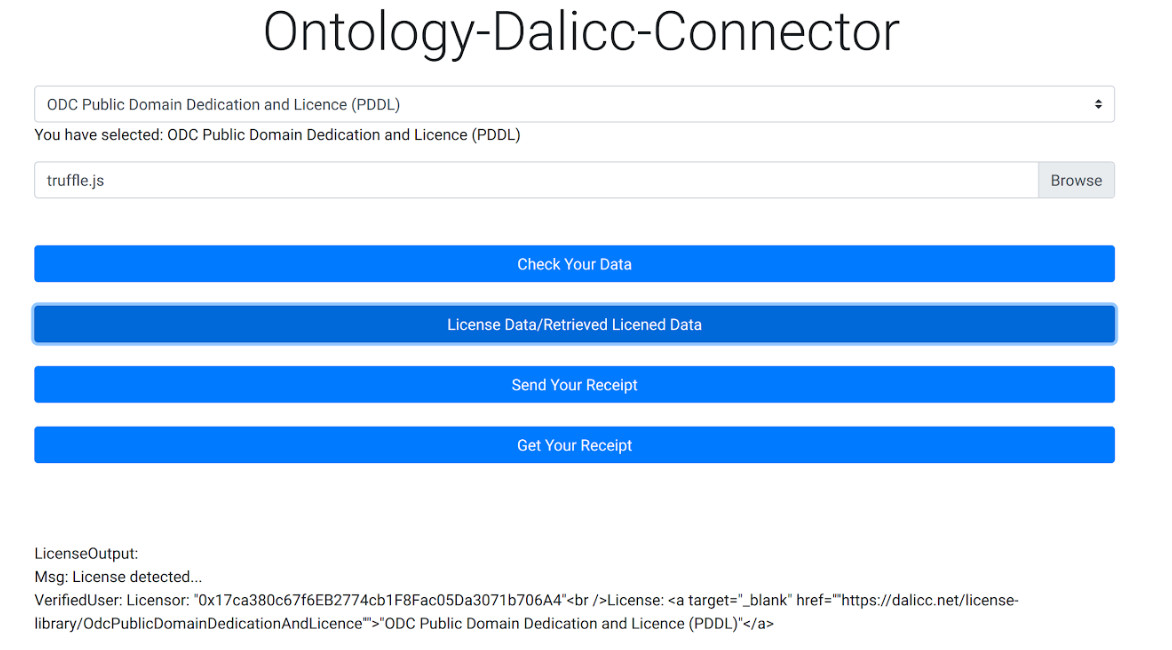 Ontology-Dalicc-Connector
ODC Public Domain Dedication and Licence (PDDL)
You have selected: ODC Public Domain Dedication and Licence (PDDL)
truffle.js
Browse
Check Your Data
License Data/Retrieved Licened Data
Send Your Receipt
Get Your Receipt
LicenseOutput:
Msg: License detected...
VerifiedUser: Licensor: "0x17ca380c67f6EB2774cb1F8Fac05Da3071b706A4"<br />License: <a target="_blank" href=""https://dalicc.net/license-
library/OdcPublicDomainDedicationAndLicence"">"ODC Public Domain Dedication and Licence (PDDL)"</a>